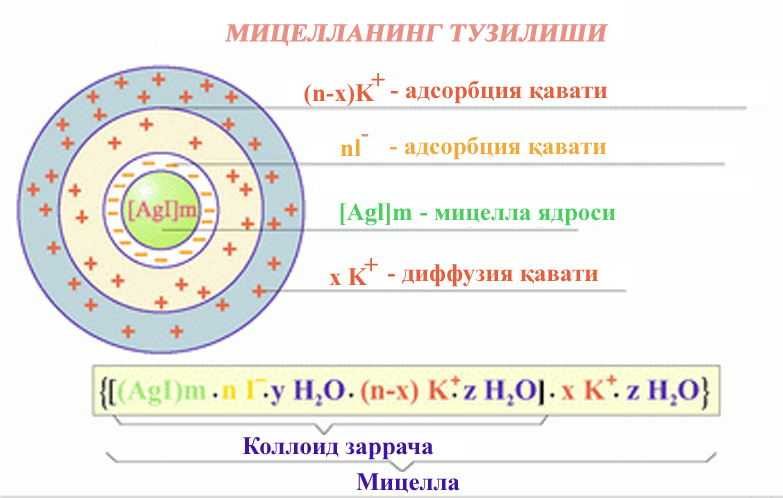 МИЦЕЛЛАНИНГ ТУЗИЛИШИ
(n-x)K⁺ - адсорбция қавати
nI⁻ - адсорбция қавати
[AgI]m
[AgI]m - мицелла ядроси
x K⁺ - диффузия қавати
{[(AgI)m · n I⁻· y H₂O · (n-x) K⁺· z H₂O] · x K⁺· z H₂O}
Коллоид заррача
Мицелла